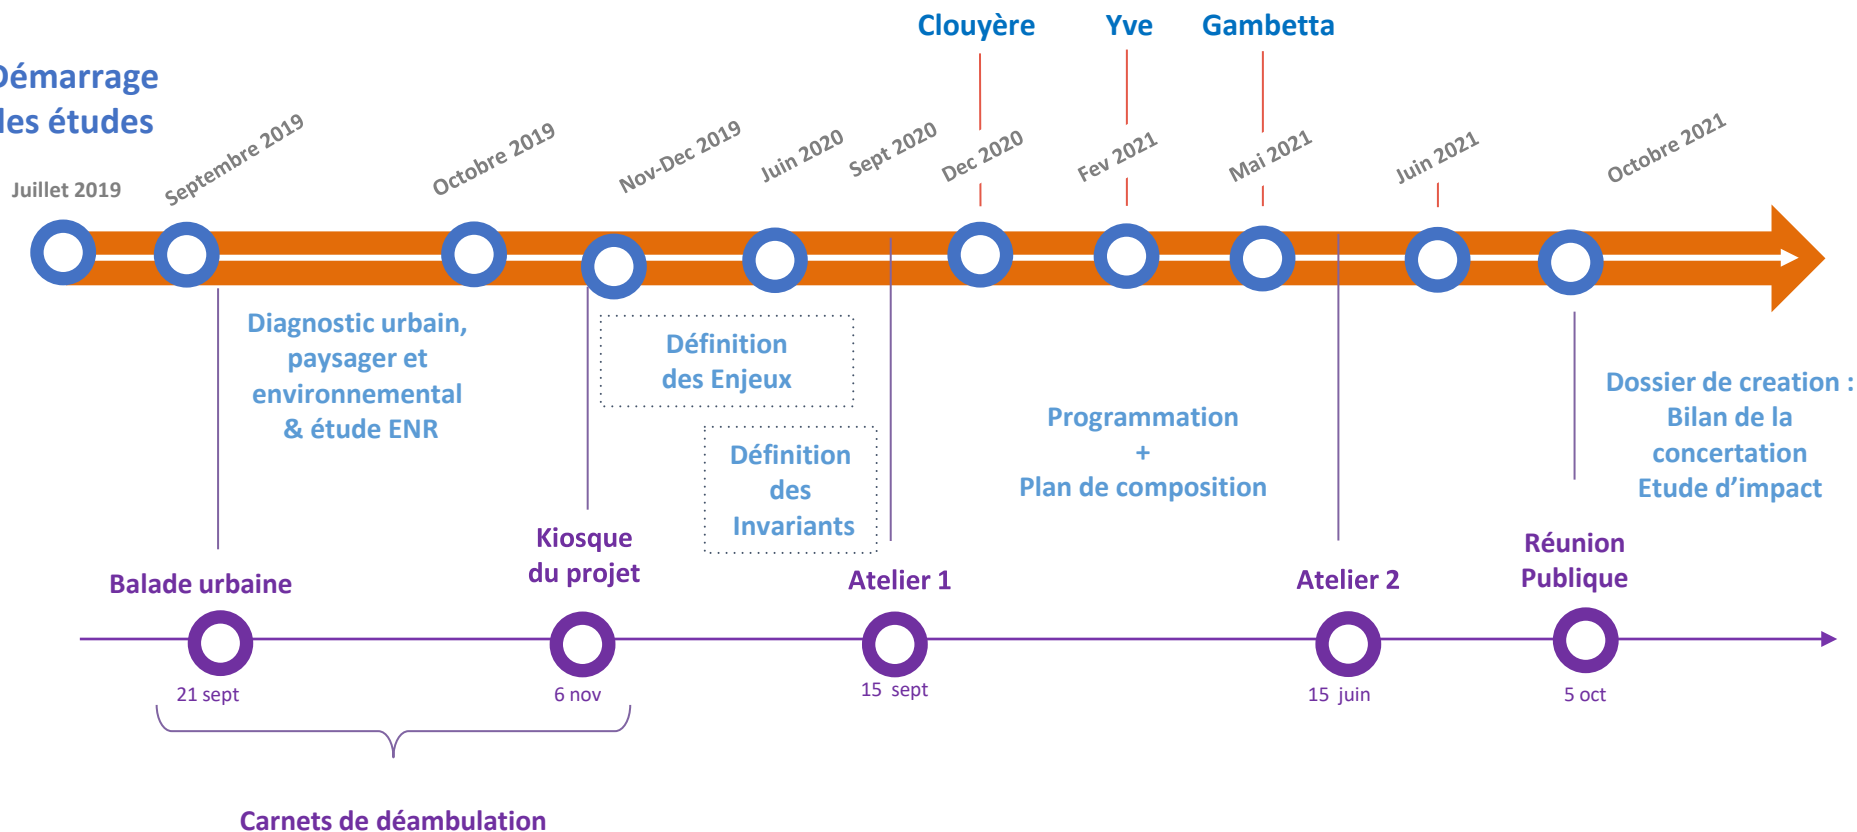 Clouyère
Yve
Gambetta
Démarrage
des études
Juillet 2019
Septembre 2019
Octobre 2019
Nov-Dec 2019
Juin 2020
Sept 2020
Dec 2020
Fev 2021
Mai 2021
Juin 2021
Octobre 2021
Diagnostic urbain,
paysager et
environnemental
& étude ENR
Définition
des Enjeux
Définition
des
Invariants
Programmation
+
Plan de composition
Dossier de creation :
Bilan de la
concertation
Etude d'impact
Balade urbaine
Kiosque
du projet
Atelier 1
Atelier 2
Réunion
Publique
21 sept
6 nov
15 sept
15 juin
5 oct
Carnets de déambulation